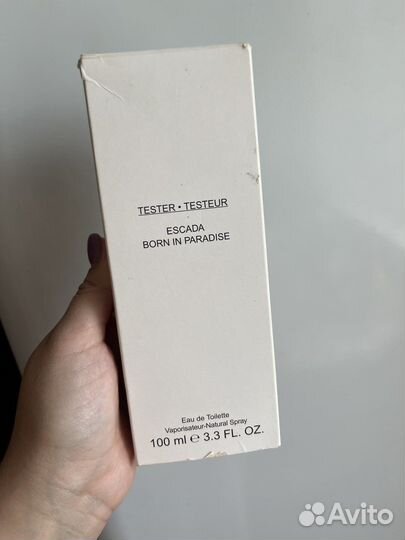 TESTER • TESTEUR
ESCADA
BORN IN PARADISE
Eau de Toilette
Vaporisateur-Natural Spray
100 ml ℮ 3.3 FL. OZ.
Avito